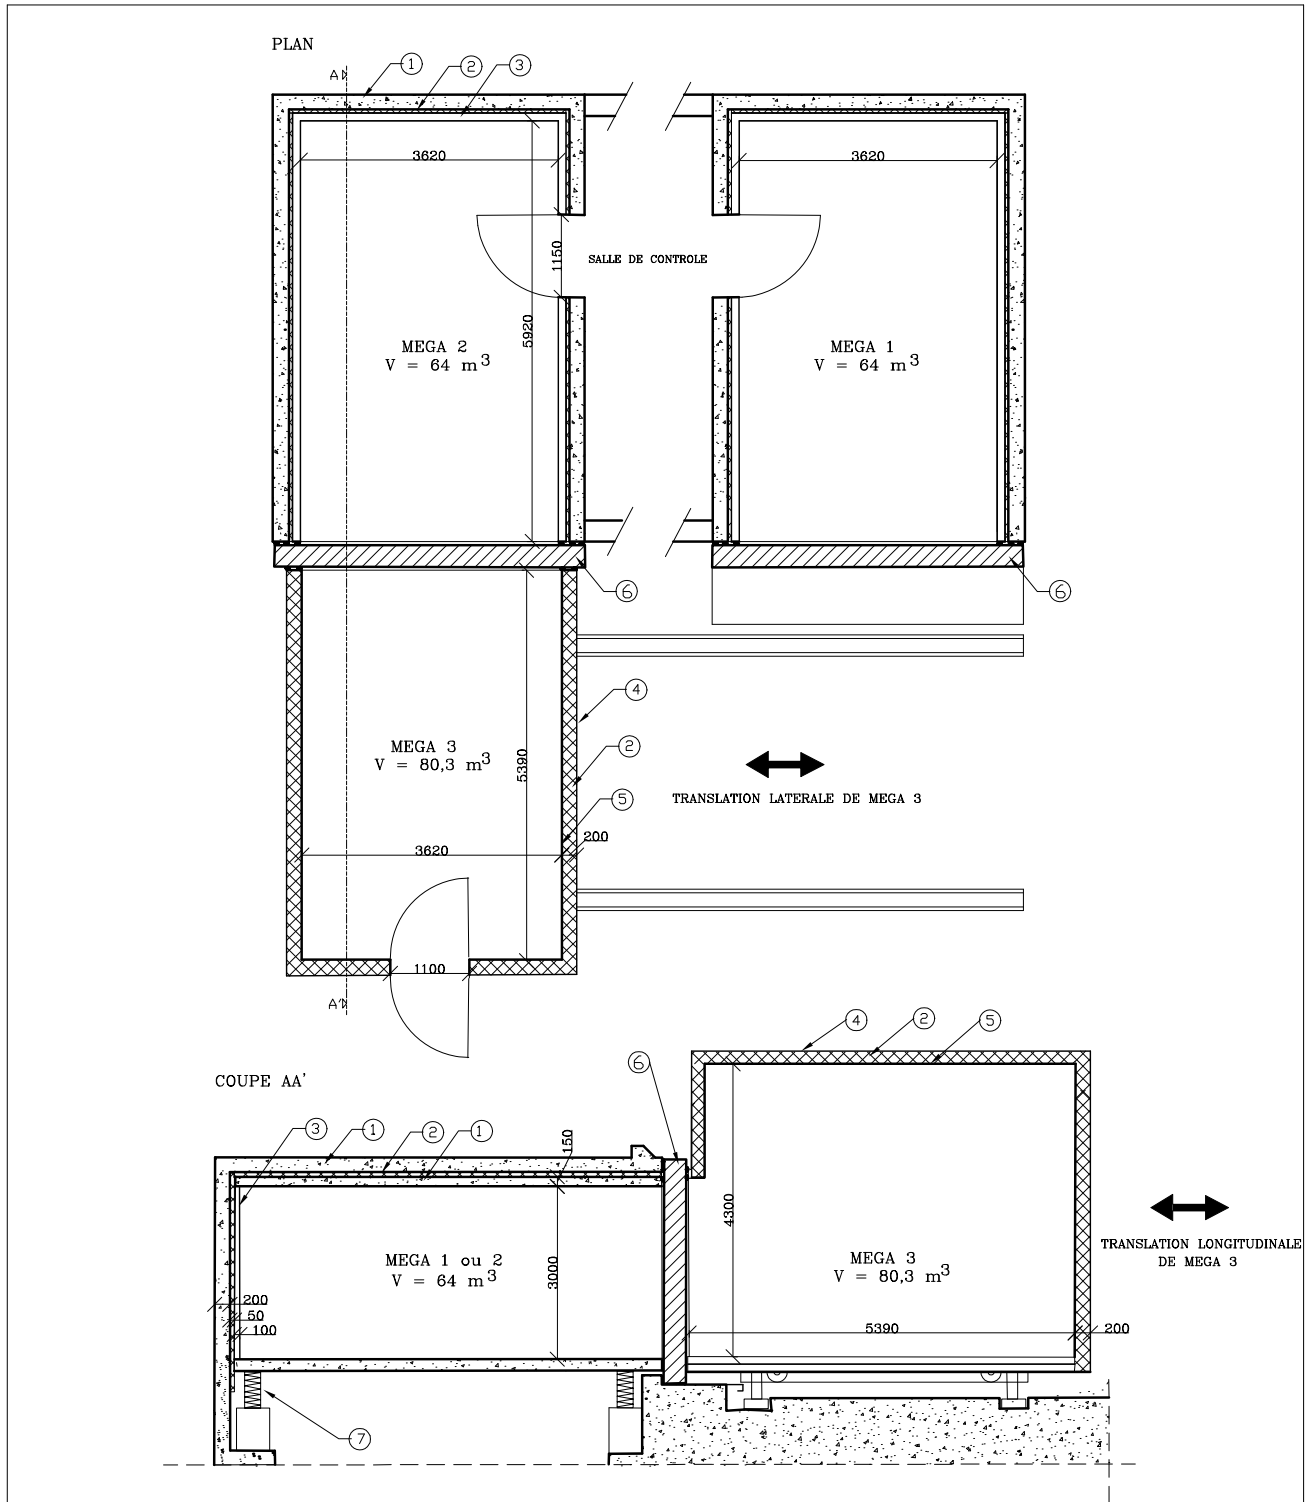 PLAN
A
1
2
3
3620
3620
1150
SALLE DE CONTROLE
5920
MEGA 2
V = 64 m³
MEGA 1
V = 64 m³
6
6
4
MEGA 3
V = 80,3 m³
2
5390
TRANSLATION LATERALE DE MEGA 3
5
200
3620
1100
A'
COUPE AA'
4
2
5
6
3
1
2
1
150
4300
MEGA 1 ou 2
V = 64 m³
3000
MEGA 3
V = 80,3 m³
TRANSLATION LONGITUDINALE
DE MEGA 3
200
50
100
5390
200
7